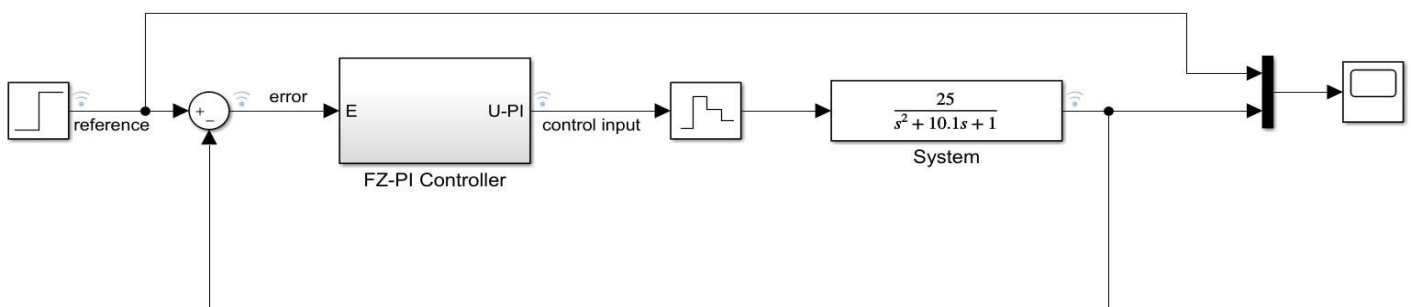 reference
+
−
error
E
U-PI
FZ-PI Controller
control input
25
s² + 10.1s + 1
System